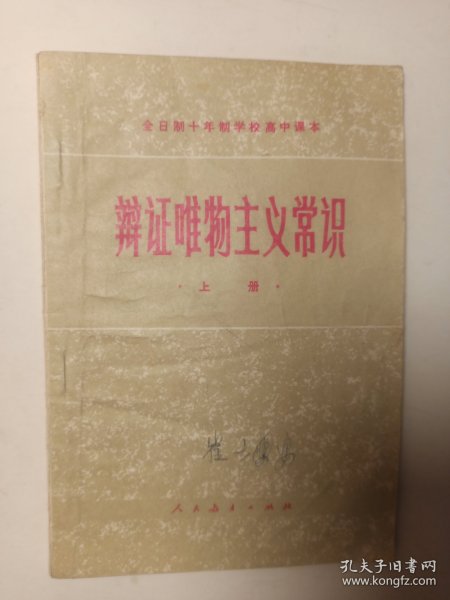 全日制十年制学校高中课本
辩证唯物主义常识
·上 册·
崔
人民教育出版社
孔夫子旧书网
www.kongfz.com